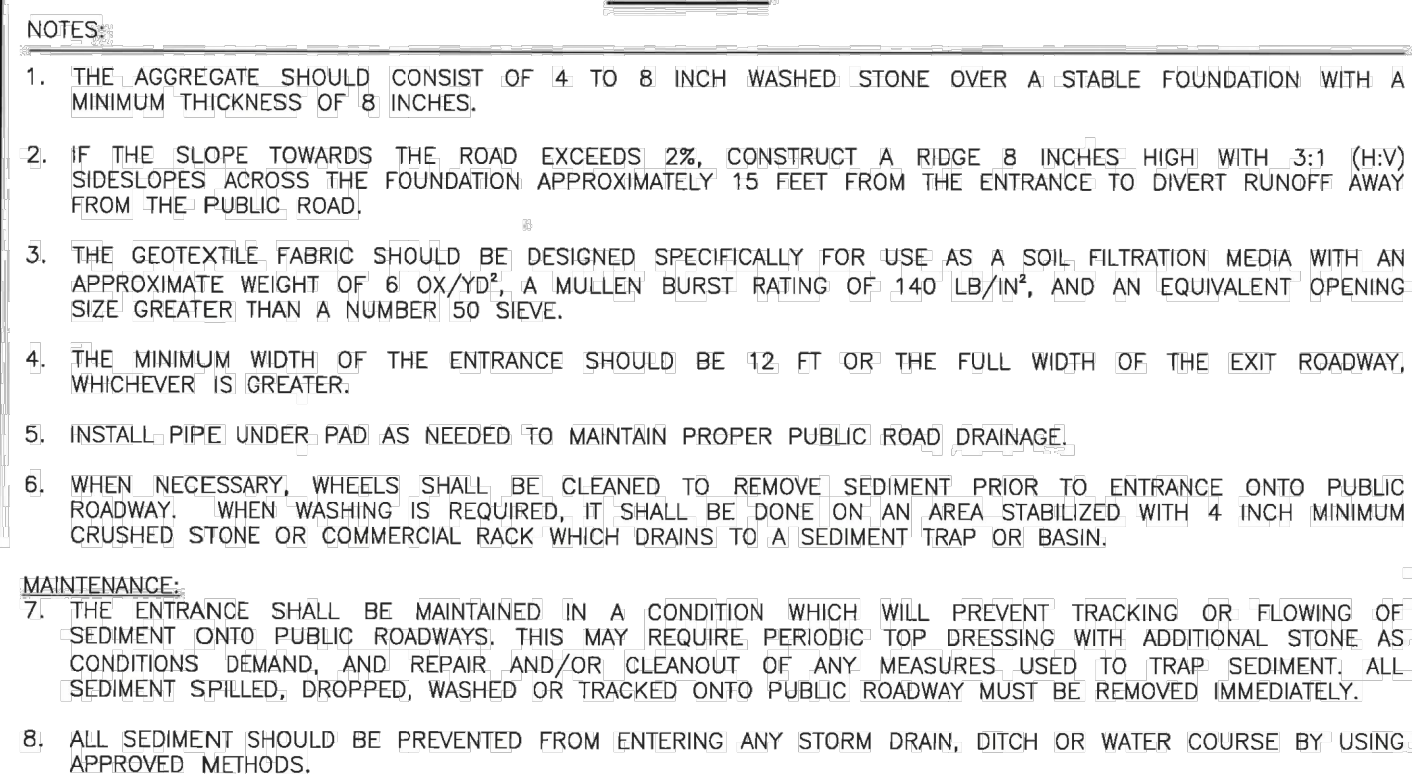 NOTES:
1. THE AGGREGATE SHOULD CONSIST OF 4 TO 8 INCH WASHED STONE OVER A STABLE FOUNDATION WITH A
MINIMUM THICKNESS OF 8 INCHES.
2. IF THE SLOPE TOWARDS THE ROAD EXCEEDS 2%, CONSTRUCT A RIDGE 8 INCHES HIGH WITH 3:1 (H:V)
SIDESLOPES ACROSS THE FOUNDATION APPROXIMATELY 15 FEET FROM THE ENTRANCE TO DIVERT RUNOFF AWAY
FROM THE PUBLIC ROAD.
3. THE GEOTEXTILE FABRIC SHOULD BE DESIGNED SPECIFICALLY FOR USE AS A SOIL FILTRATION MEDIA WITH AN
APPROXIMATE WEIGHT OF 6 OX/YD², A MULLEN BURST RATING OF 140 LB/IN², AND AN EQUIVALENT OPENING
SIZE GREATER THAN A NUMBER 50 SIEVE.
4. THE MINIMUM WIDTH OF THE ENTRANCE SHOULD BE 12 FT OR THE FULL WIDTH OF THE EXIT ROADWAY,
WHICHEVER IS GREATER.
5. INSTALL PIPE UNDER PAD AS NEEDED TO MAINTAIN PROPER PUBLIC ROAD DRAINAGE.
6. WHEN NECESSARY, WHEELS SHALL BE CLEANED TO REMOVE SEDIMENT PRIOR TO ENTRANCE ONTO PUBLIC
ROADWAY. WHEN WASHING IS REQUIRED, IT SHALL BE DONE ON AN AREA STABILIZED WITH 4 INCH MINIMUM
CRUSHED STONE OR COMMERCIAL RACK WHICH DRAINS TO A SEDIMENT TRAP OR BASIN.
MAINTENANCE:
7. THE ENTRANCE SHALL BE MAINTAINED IN A CONDITION WHICH WILL PREVENT TRACKING OR FLOWING OF
SEDIMENT ONTO PUBLIC ROADWAYS. THIS MAY REQUIRE PERIODIC TOP DRESSING WITH ADDITIONAL STONE AS
CONDITIONS DEMAND, AND REPAIR AND/OR CLEANOUT OF ANY MEASURES USED TO TRAP SEDIMENT. ALL
SEDIMENT SPILLED, DROPPED, WASHED OR TRACKED ONTO PUBLIC ROADWAY MUST BE REMOVED IMMEDIATELY.
8. ALL SEDIMENT SHOULD BE PREVENTED FROM ENTERING ANY STORM DRAIN, DITCH OR WATER COURSE BY USING
APPROVED METHODS.